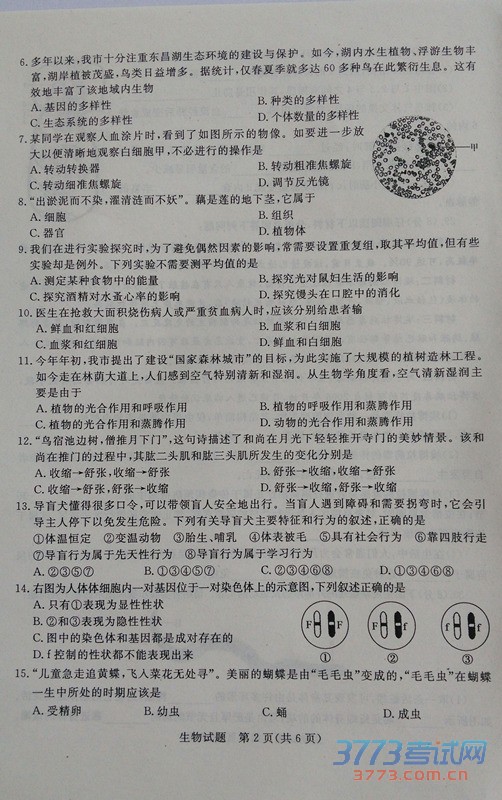 6. 多年以来,我市十分注重东昌湖生态环境的建设与保护。如今,湖内水生植物、浮游生物丰
富,湖岸植被茂盛,鸟类日益增多。据统计,仅春夏季就多达 60 多种鸟在此繁衍生息。这有
效地丰富了该地域内生物
A. 基因的多样性 B. 种类的多样性
C. 生态系统的多样性 D. 个体数量的多样性
7. 某同学在观察人血涂片时,看到了如图所示的物像。如要进一步放
大以便清晰地观察白细胞甲,不必进行的操作是
A. 转动转换器 B. 转动粗准焦螺旋
C. 转动细准焦螺旋 D. 调节反光镜
甲
8. “出淤泥而不染,濯清涟而不妖”。藕是莲的地下茎,它属于
A. 细胞 B. 组织
C. 器官 D. 植物体
9. 我们在进行实验探究时,为了避免偶然因素的影响,常需要设置重复组,取其平均值,但有些
实验却是例外。下列实验不需要测平均值的是
A. 测定某种食物中的能量 B. 探究光对鼠妇生活的影响
C. 探究酒精对水蚤心率的影响 D. 探究馒头在口腔中的消化
10. 医生在抢救大面积烧伤病人或严重贫血病人时,应该分别给患者输
A. 鲜血和红细胞 B. 血浆和白细胞
C. 血浆和红细胞 D. 鲜血和白细胞
11. 今年年初,我市提出了建设“国家森林城市”的目标,为此实施了大规模的植树造林工程。
如今走在林荫大道上,人们感到空气特别清新和湿润。从生物学角度看,空气清新湿润主
要是由于
A. 植物的光合作用和呼吸作用 B. 植物的呼吸作用和蒸腾作用
C. 植物的光合作用和蒸腾作用 D. 动物的光合作用和蒸腾作用
12. “鸟宿池边树,僧推月下门”,这句诗描述了和尚在月光下轻轻推开寺门的美妙情景。该和
尚在推门的过程中,其肱二头肌和肱三头肌所发生的变化分别是
A. 收缩→舒张,收缩→舒张 B. 舒张→收缩,收缩→舒张
C. 收缩→舒张,舒张→收缩 D. 舒张→收缩,舒张→收缩
13. 导盲犬懂得很多口令,可以带领盲人安全地出行。当盲人遇到障碍和需要拐弯时,它会引
导主人停下以免发生危险。下列有关导盲犬主要特征和行为的叙述,正确的是
①体温恒定 ②变温动物 ③胎生、哺乳 ④体表被毛 ⑤具有社会行为 ⑥靠四肢行走
⑦导盲行为属于先天性行为 ⑧导盲行为属于学习行为
A. ②③⑤⑦ B. ①③④⑤⑦ C. ②③④⑥⑧ D. ①③④⑥⑧
14. 右图为人体体细胞内一对基因位于一对染色体上的示意图,下列叙述正确的是
A. 只有①表现为显性性状
B. ②和③表现为隐性性状
C. 图中的染色体和基因都是成对存在的
D. f 控制的性状都不能表现出来
F F F f f f
① ② ③
15. “儿童急走追黄蝶,飞入菜花无处寻”。美丽的蝴蝶是由“毛毛虫”变成的,“毛毛虫”在蝴蝶
一生中所处的时期应该是
A. 受精卵 B. 幼虫 C. 蛹 D. 成虫
生物试题 第 2 页(共 6 页)
3773考试网
3773.com.cn